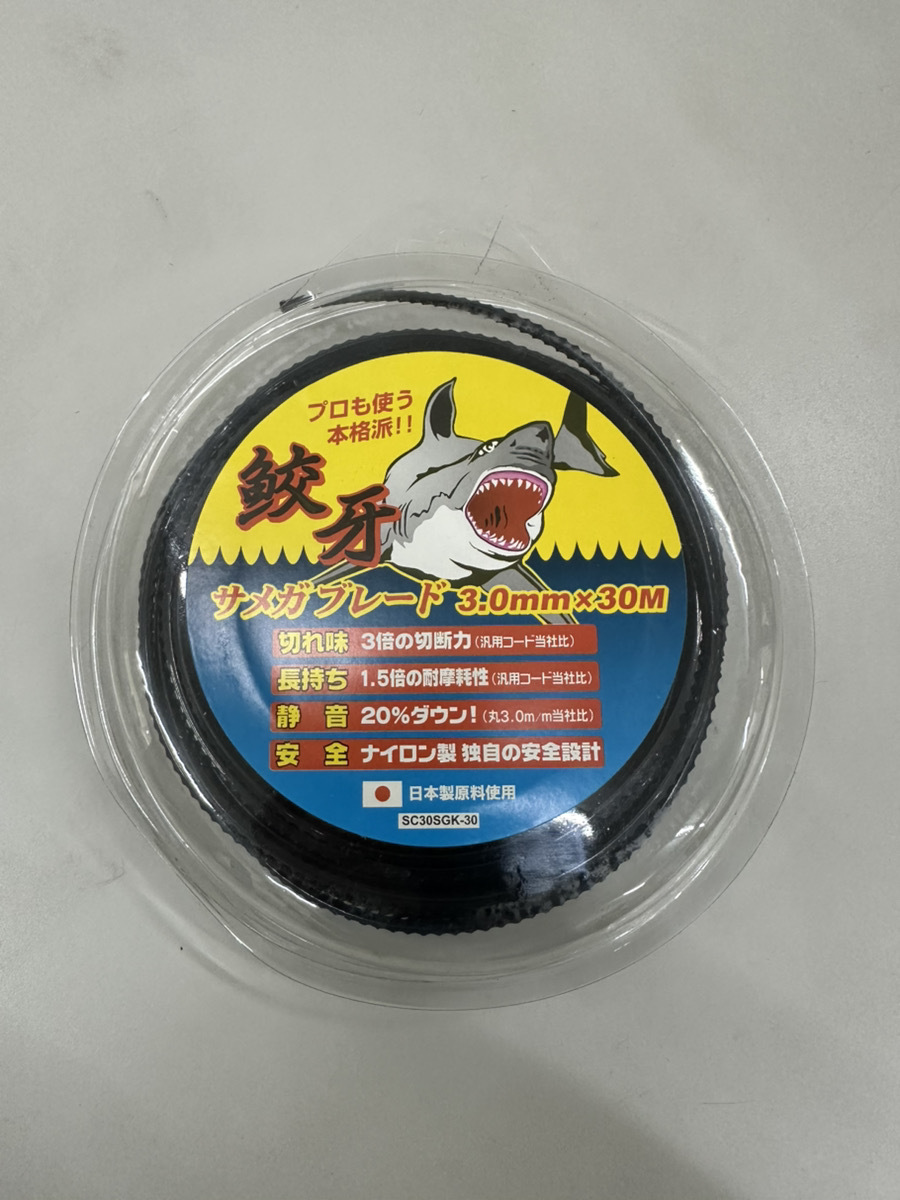 プロも使う
本格派!!
鮫牙
サメガブレード 3.0mm×30M
切れ味 3倍の切断力(汎用コード当社比)
長持ち 1.5倍の耐摩耗性(汎用コード当社比)
静音 20%ダウン!(丸3.0m/m当社比)
安全 ナイロン製 独自の安全設計
日本製原料使用
SC30SGK-30